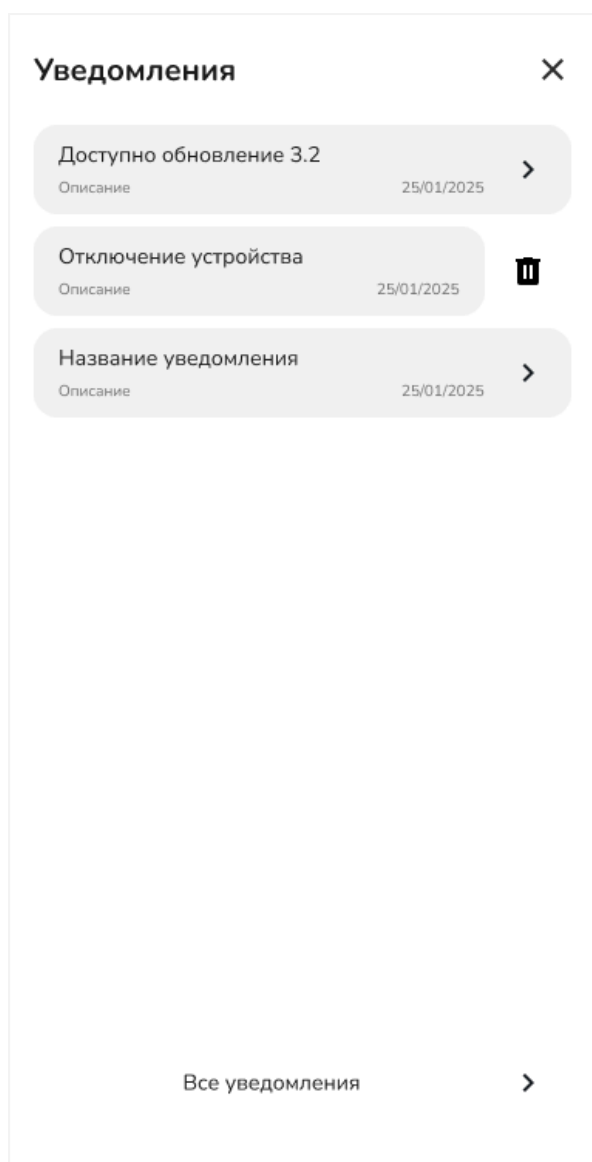 Уведомления
Доступно обновление 3.2
Описание 25/01/2025
Отключение устройства
Описание 25/01/2025
Название уведомления
Описание 25/01/2025
Все уведомления